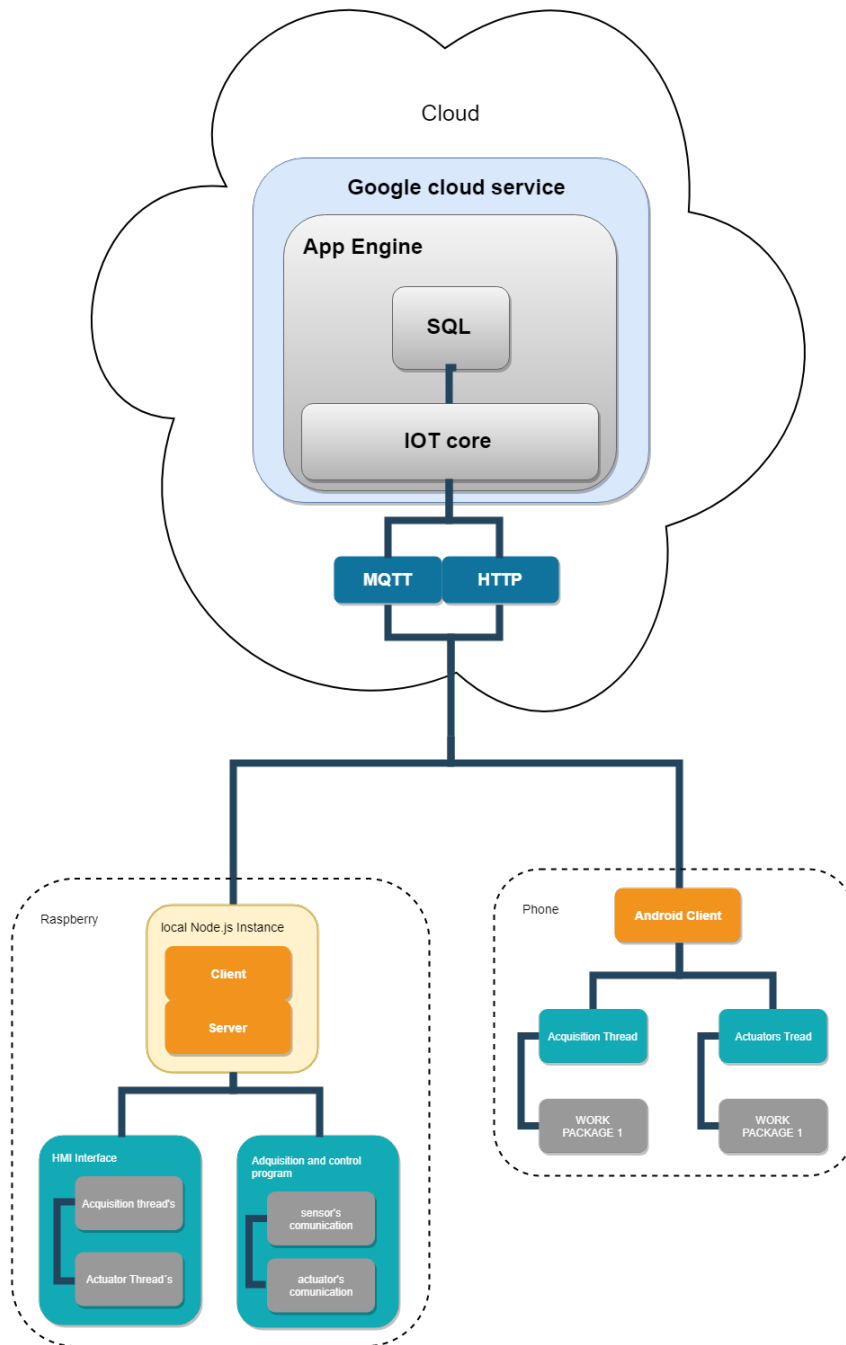 Cloud
Google cloud service
App Engine
SQL
IOT core
MQTT
HTTP
Raspberry
local Node.js Instance
Client
Server
HMI Interface
Acquisition thread's
Actuator Thread´s
Adquisition and control
program
sensor's
comunication
actuator's
comunication
Phone
Android Client
Acquisition Thread
Actuators Tread
WORK
PACKAGE 1
WORK
PACKAGE 1